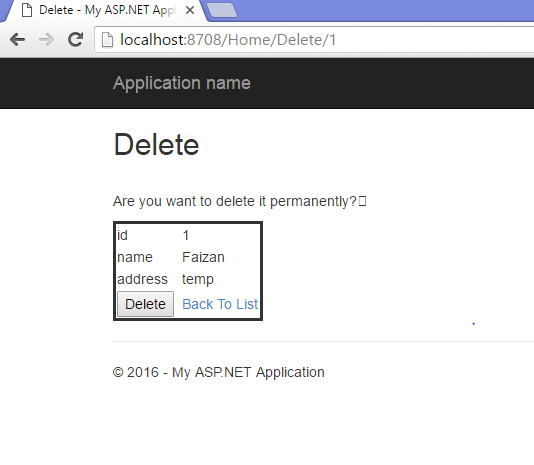 Delete - My ASP.NET Appl
localhost:8708/Home/Delete/1
Application name
Delete
Are you want to delete it permanently?
id 1
name Faizan
address temp
Delete Back To List
© 2016 - My ASP.NET Application